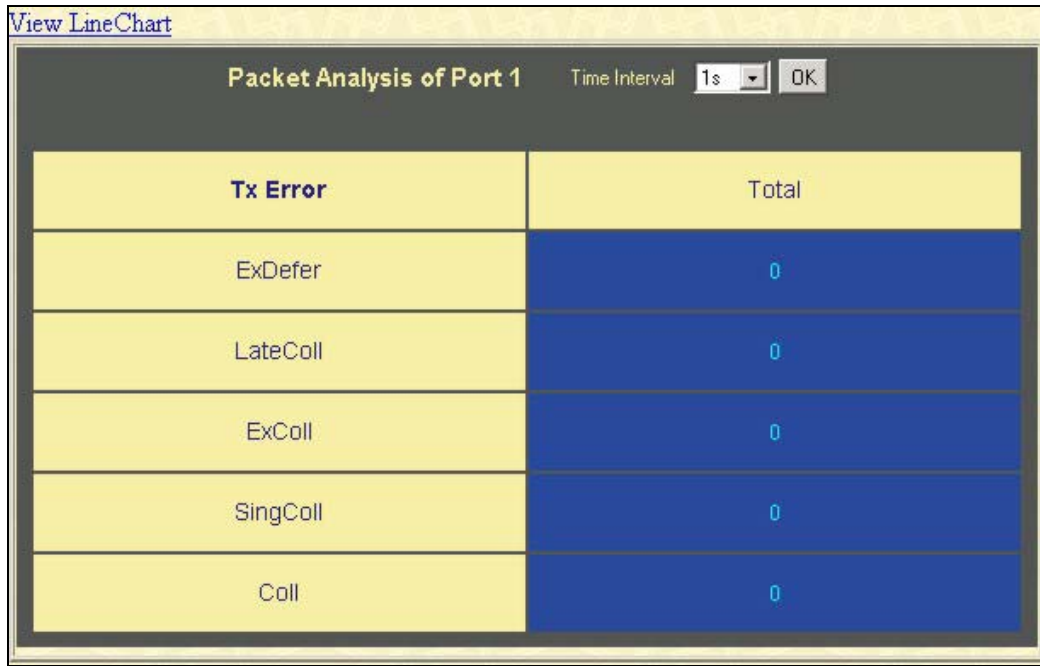 View LineChart
Packet Analysis of Port 1 Time Interval 1s OK
Tx Error Total
ExDefer 0
LateColl 0
ExColl 0
SingColl 0
Coll 0